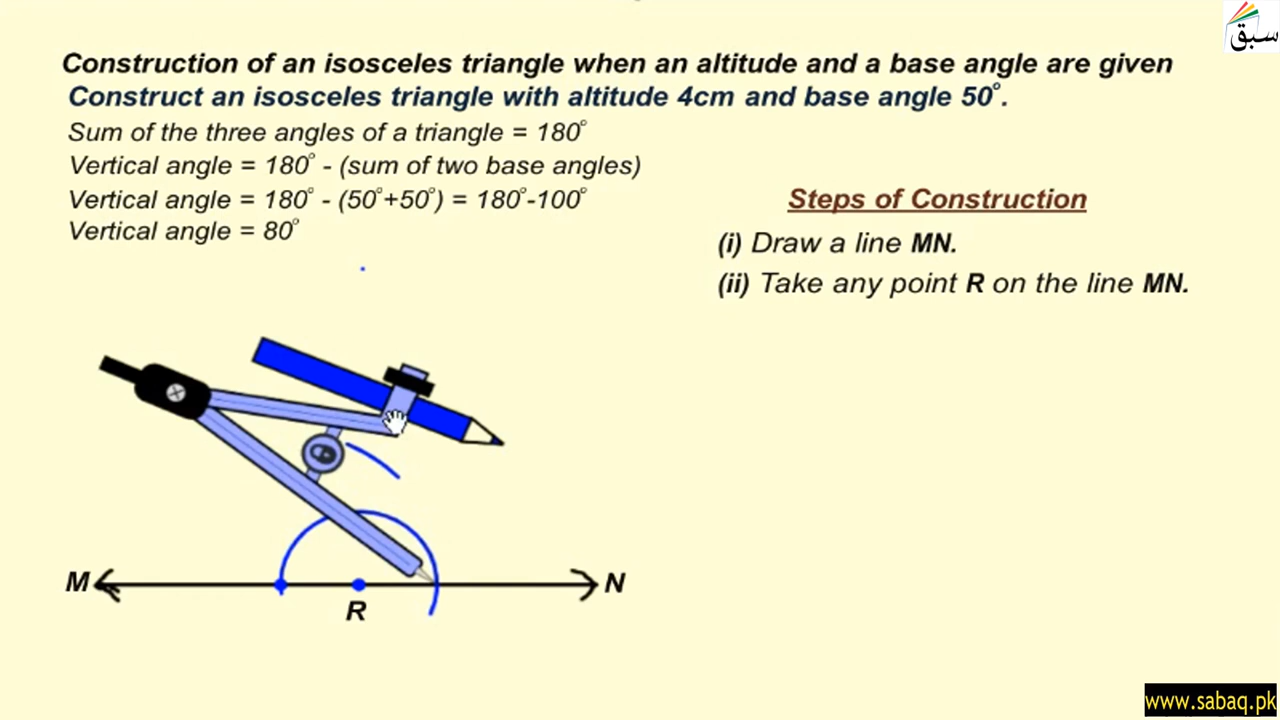 سبق
Construction of an isosceles triangle when an altitude and a base angle are given
Construct an isosceles triangle with altitude 4cm and base angle 50°.
Sum of the three angles of a triangle = 180°
Vertical angle = 180° - (sum of two base angles)
Vertical angle = 180° - (50°+50°) = 180°-100°
Vertical angle = 80°
Steps of Construction
(i) Draw a line MN.
(ii) Take any point R on the line MN.
M
N
R
www.sabaq.pk